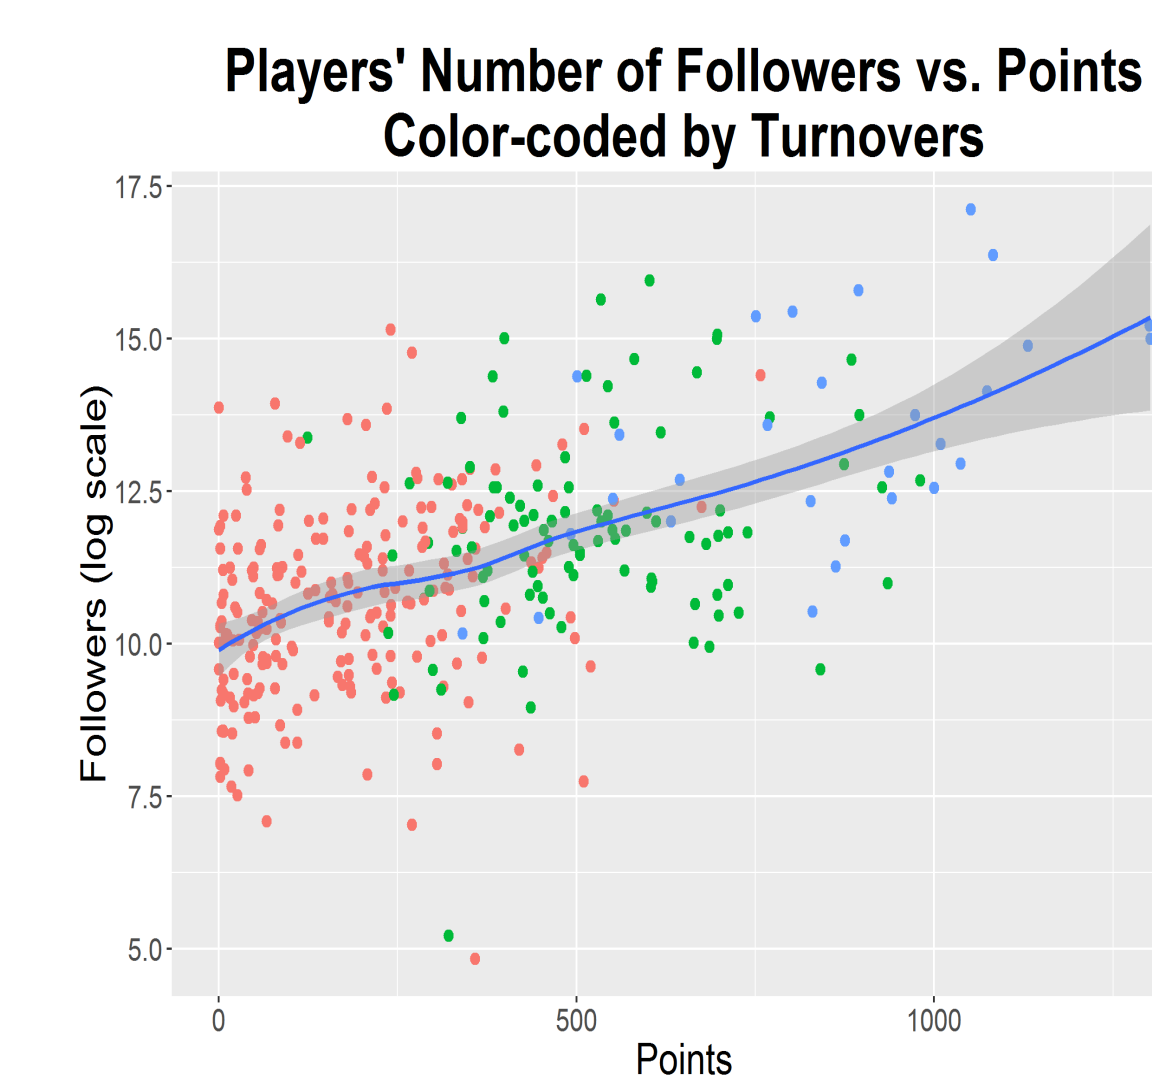 Players' Number of Followers vs. Points
Color-coded by Turnovers
17.5
15.0
12.5
10.0
7.5
5.0
Followers (log scale)
0
500
1000
Points